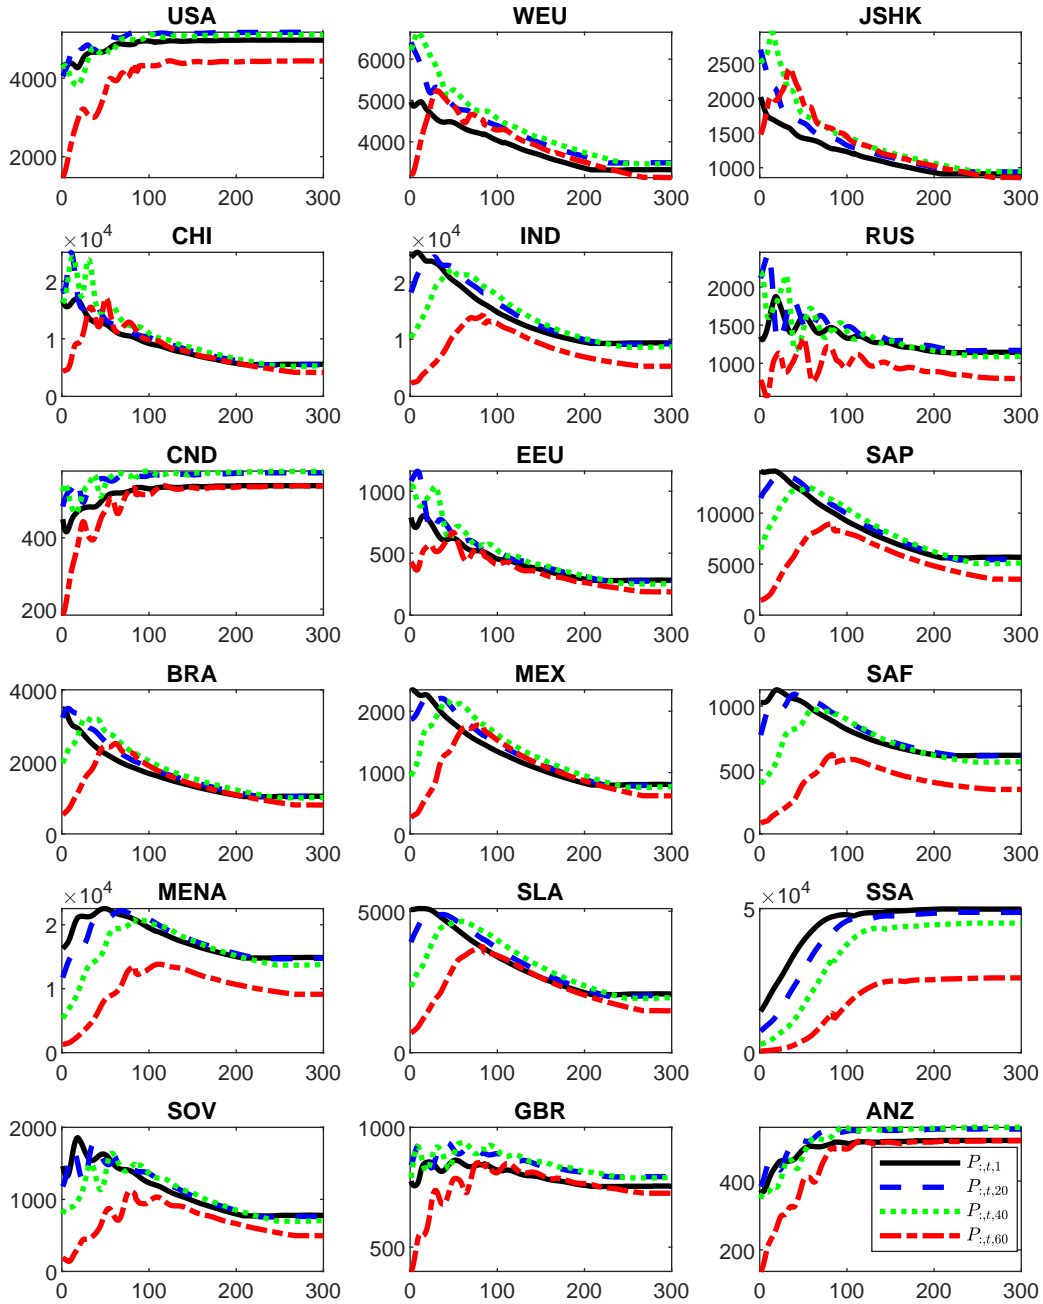 USA WEU JSHK
4000
2000
0 100 200 300
6000
5000
4000
0 100 200 300
2500
2000
1500
1000
0 100 200 300
CHI IND RUS
×10⁴
2
1
0
0 100 200 300
×10⁴
2
1
0
0 100 200 300
2000
1500
1000
0 100 200 300
CND EEU SAP
400
200
0 100 200 300
1000
500
0
0 100 200 300
10000
5000
0
0 100 200 300
BRA MEX SAF
4000
2000
0
0 100 200 300
2000
1000
0
0 100 200 300
1000
500
0
0 100 200 300
MENA SLA SSA
×10⁴
2
1
0
0 100 200 300
5000
0
0 100 200 300
×10⁴
5
0
0 100 200 300
SOV GBR ANZ
2000
1000
0
0 100 200 300
1000
500
0 100 200 300
400
200
0 100 200 300
P:,t,1
P:,t,20
P:,t,40
P:,t,60